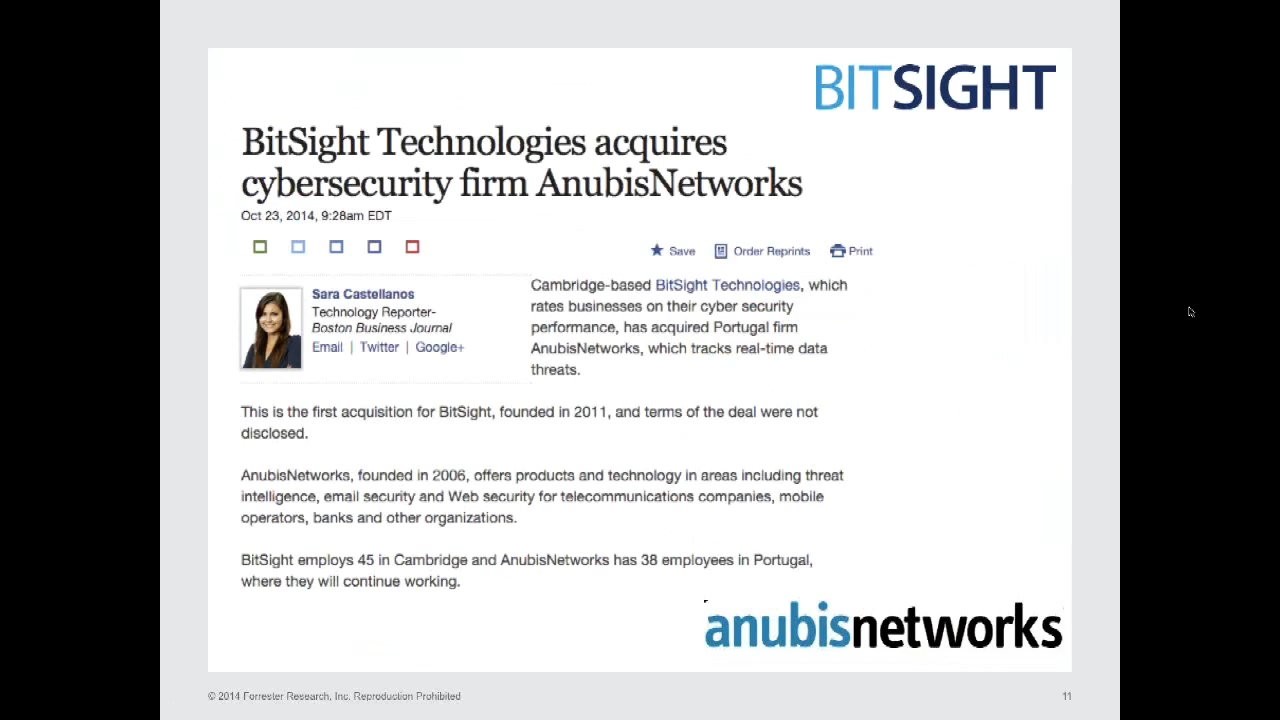 BITSIGHT
BitSight Technologies acquires
cybersecurity firm AnubisNetworks
Oct 23, 2014, 9:28am EDT
Save Order Reprints Print
Sara Castellanos
Technology Reporter-
Boston Business Journal
Email | Twitter | Google+
Cambridge-based BitSight Technologies, which
rates businesses on their cyber security
performance, has acquired Portugal firm
AnubisNetworks, which tracks real-time data
threats.
This is the first acquisition for BitSight, founded in 2011, and terms of the deal were not
disclosed.
AnubisNetworks, founded in 2006, offers products and technology in areas including threat
intelligence, email security and Web security for telecommunications companies, mobile
operators, banks and other organizations.
BitSight employs 45 in Cambridge and AnubisNetworks has 38 employees in Portugal,
where they will continue working.
anubisnetworks
© 2014 Forrester Research, Inc. Reproduction Prohibited
11